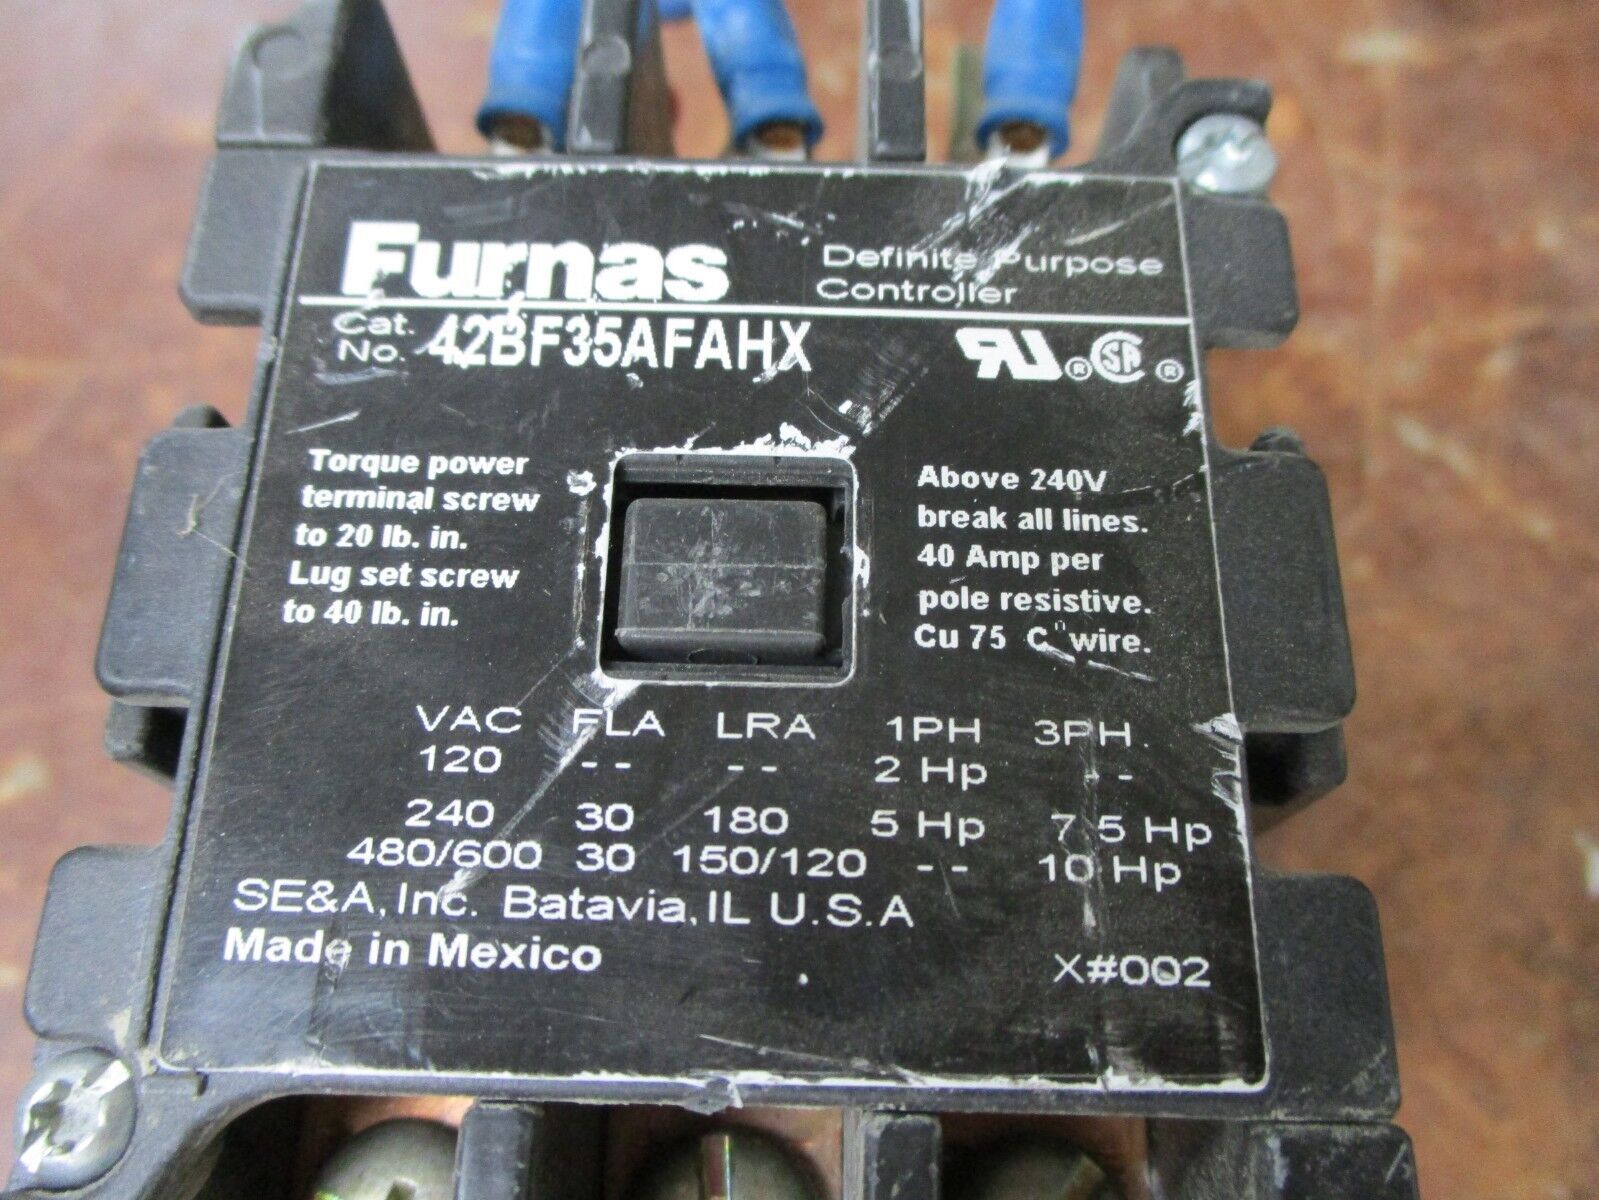 Furnas
Definite Purpose
Controller
Cat. No. 42BF35AFAHX
RU ® SA ®
Torque power
terminal screw
to 20 lb. in.
Lug set screw
to 40 lb. in.
Above 240V
break all lines.
40 Amp per
pole resistive.
Cu 75 C° wire.
VAC FLA LRA 1PH 3PH
120 -- -- 2 Hp --
240 30 180 5 Hp 7.5 Hp
480/600 30 150/120 -- 10 Hp
SE&A, Inc. Batavia, IL U.S.A
Made in Mexico
X#002